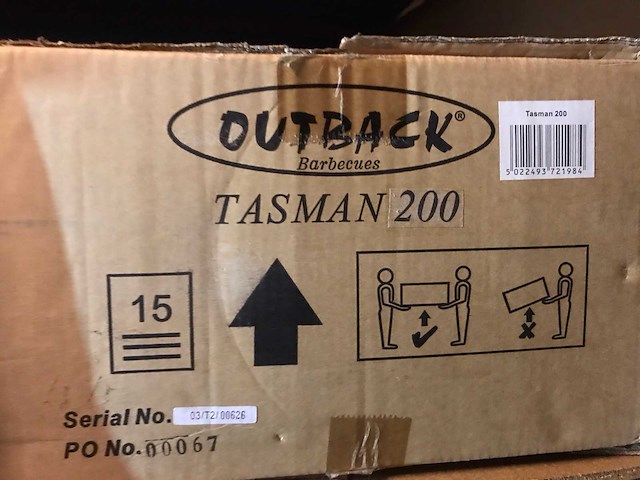 OUTBACK®
Barbecues
Tasman 200
5 022493 721984
TASMAN 200
15
Serial No. 03/T2/00626
PO No. 00067